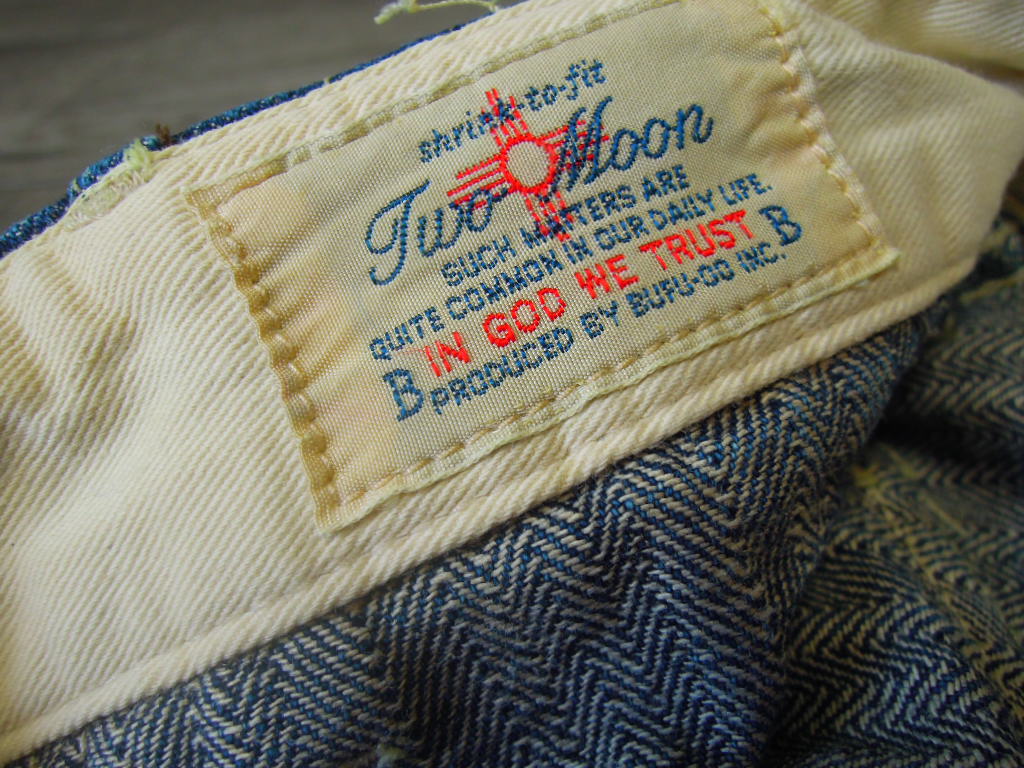 shrink-to-fit
Two Moon
SUCH MATTERS ARE
QUITE COMMON IN OUR DAILY LIFE.
IN GOD WE TRUST
B PRODUCED BY BUFU-OO INC. B